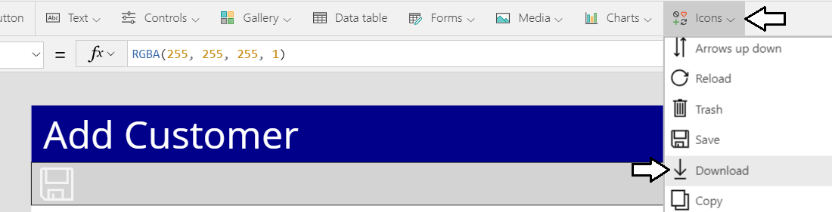 utton Text Controls Gallery Data table Forms Media Charts Icons
= fx RGBA(255, 255, 255, 1)
Arrows up down
Reload
Add Customer
Trash
Save
Download
Copy